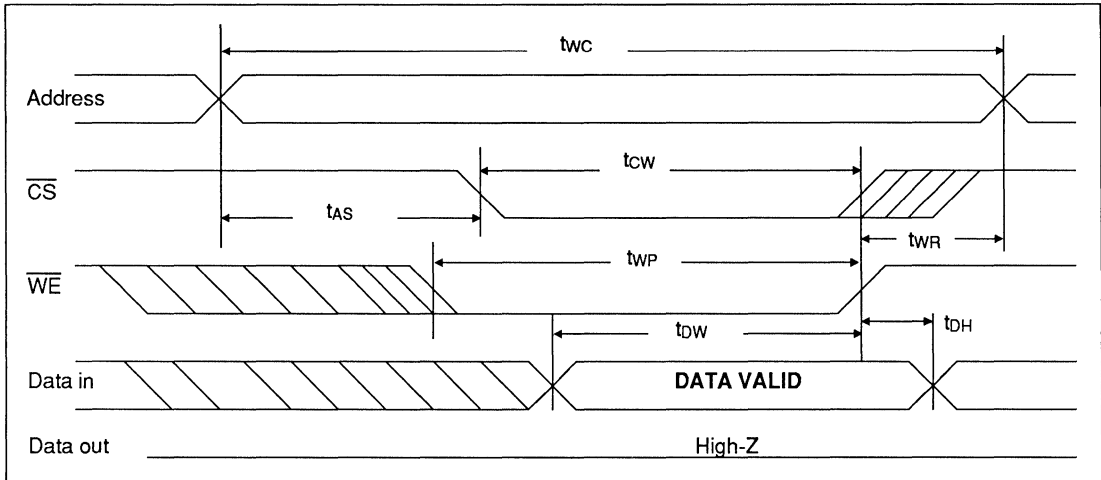 tWC
Address
tCW
CS
tAS
tWR
tWP
WE
tDW
tDH
Data in
DATA VALID
Data out
High-Z